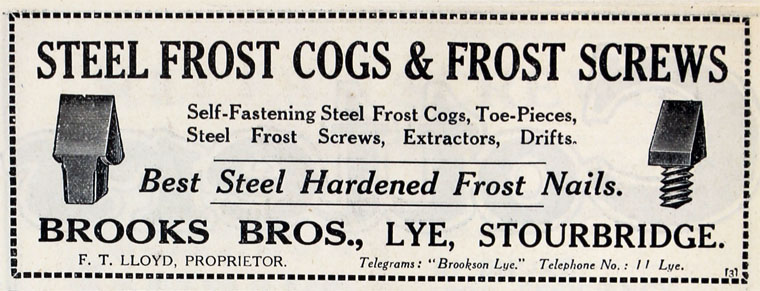 STEEL FROST COGS & FROST SCREWS
Self-Fastening Steel Frost Cogs, Toe-Pieces,
Steel Frost Screws, Extractors, Drifts.
Best Steel Hardened Frost Nails.
BROOKS BROS., LYE, STOURBRIDGE.
F. T. LLOYD, PROPRIETOR. Telegrams: "Brookson Lye." Telephone No.: 11 Lye.
[3]